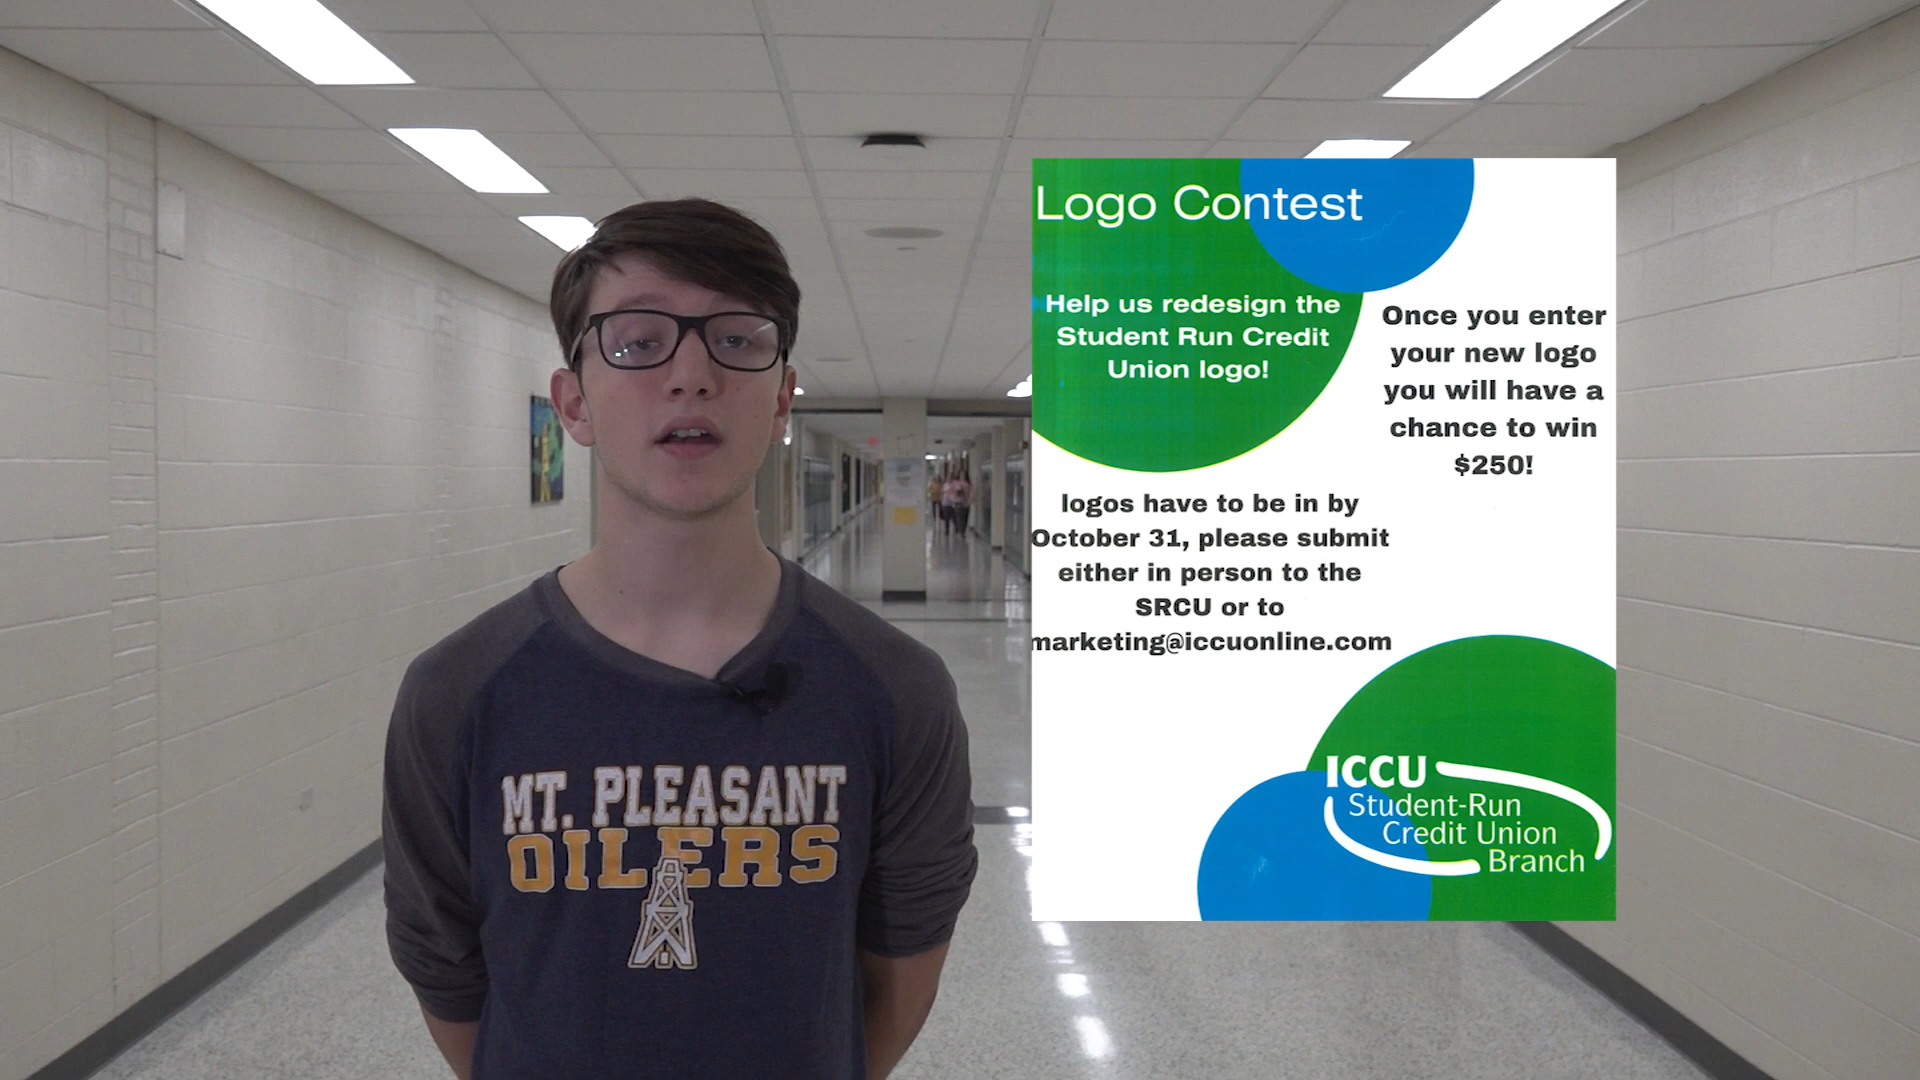 Logo Contest
Help us redesign the
Student Run Credit
Union logo!
Once you enter
your new logo
you will have a
chance to win
$250!
logos have to be in by
October 31, please submit
either in person to the
SRCU or to
marketing@iccuonline.com
ICCU
Student-Run
Credit Union
Branch
MT. PLEASANT
OILERS